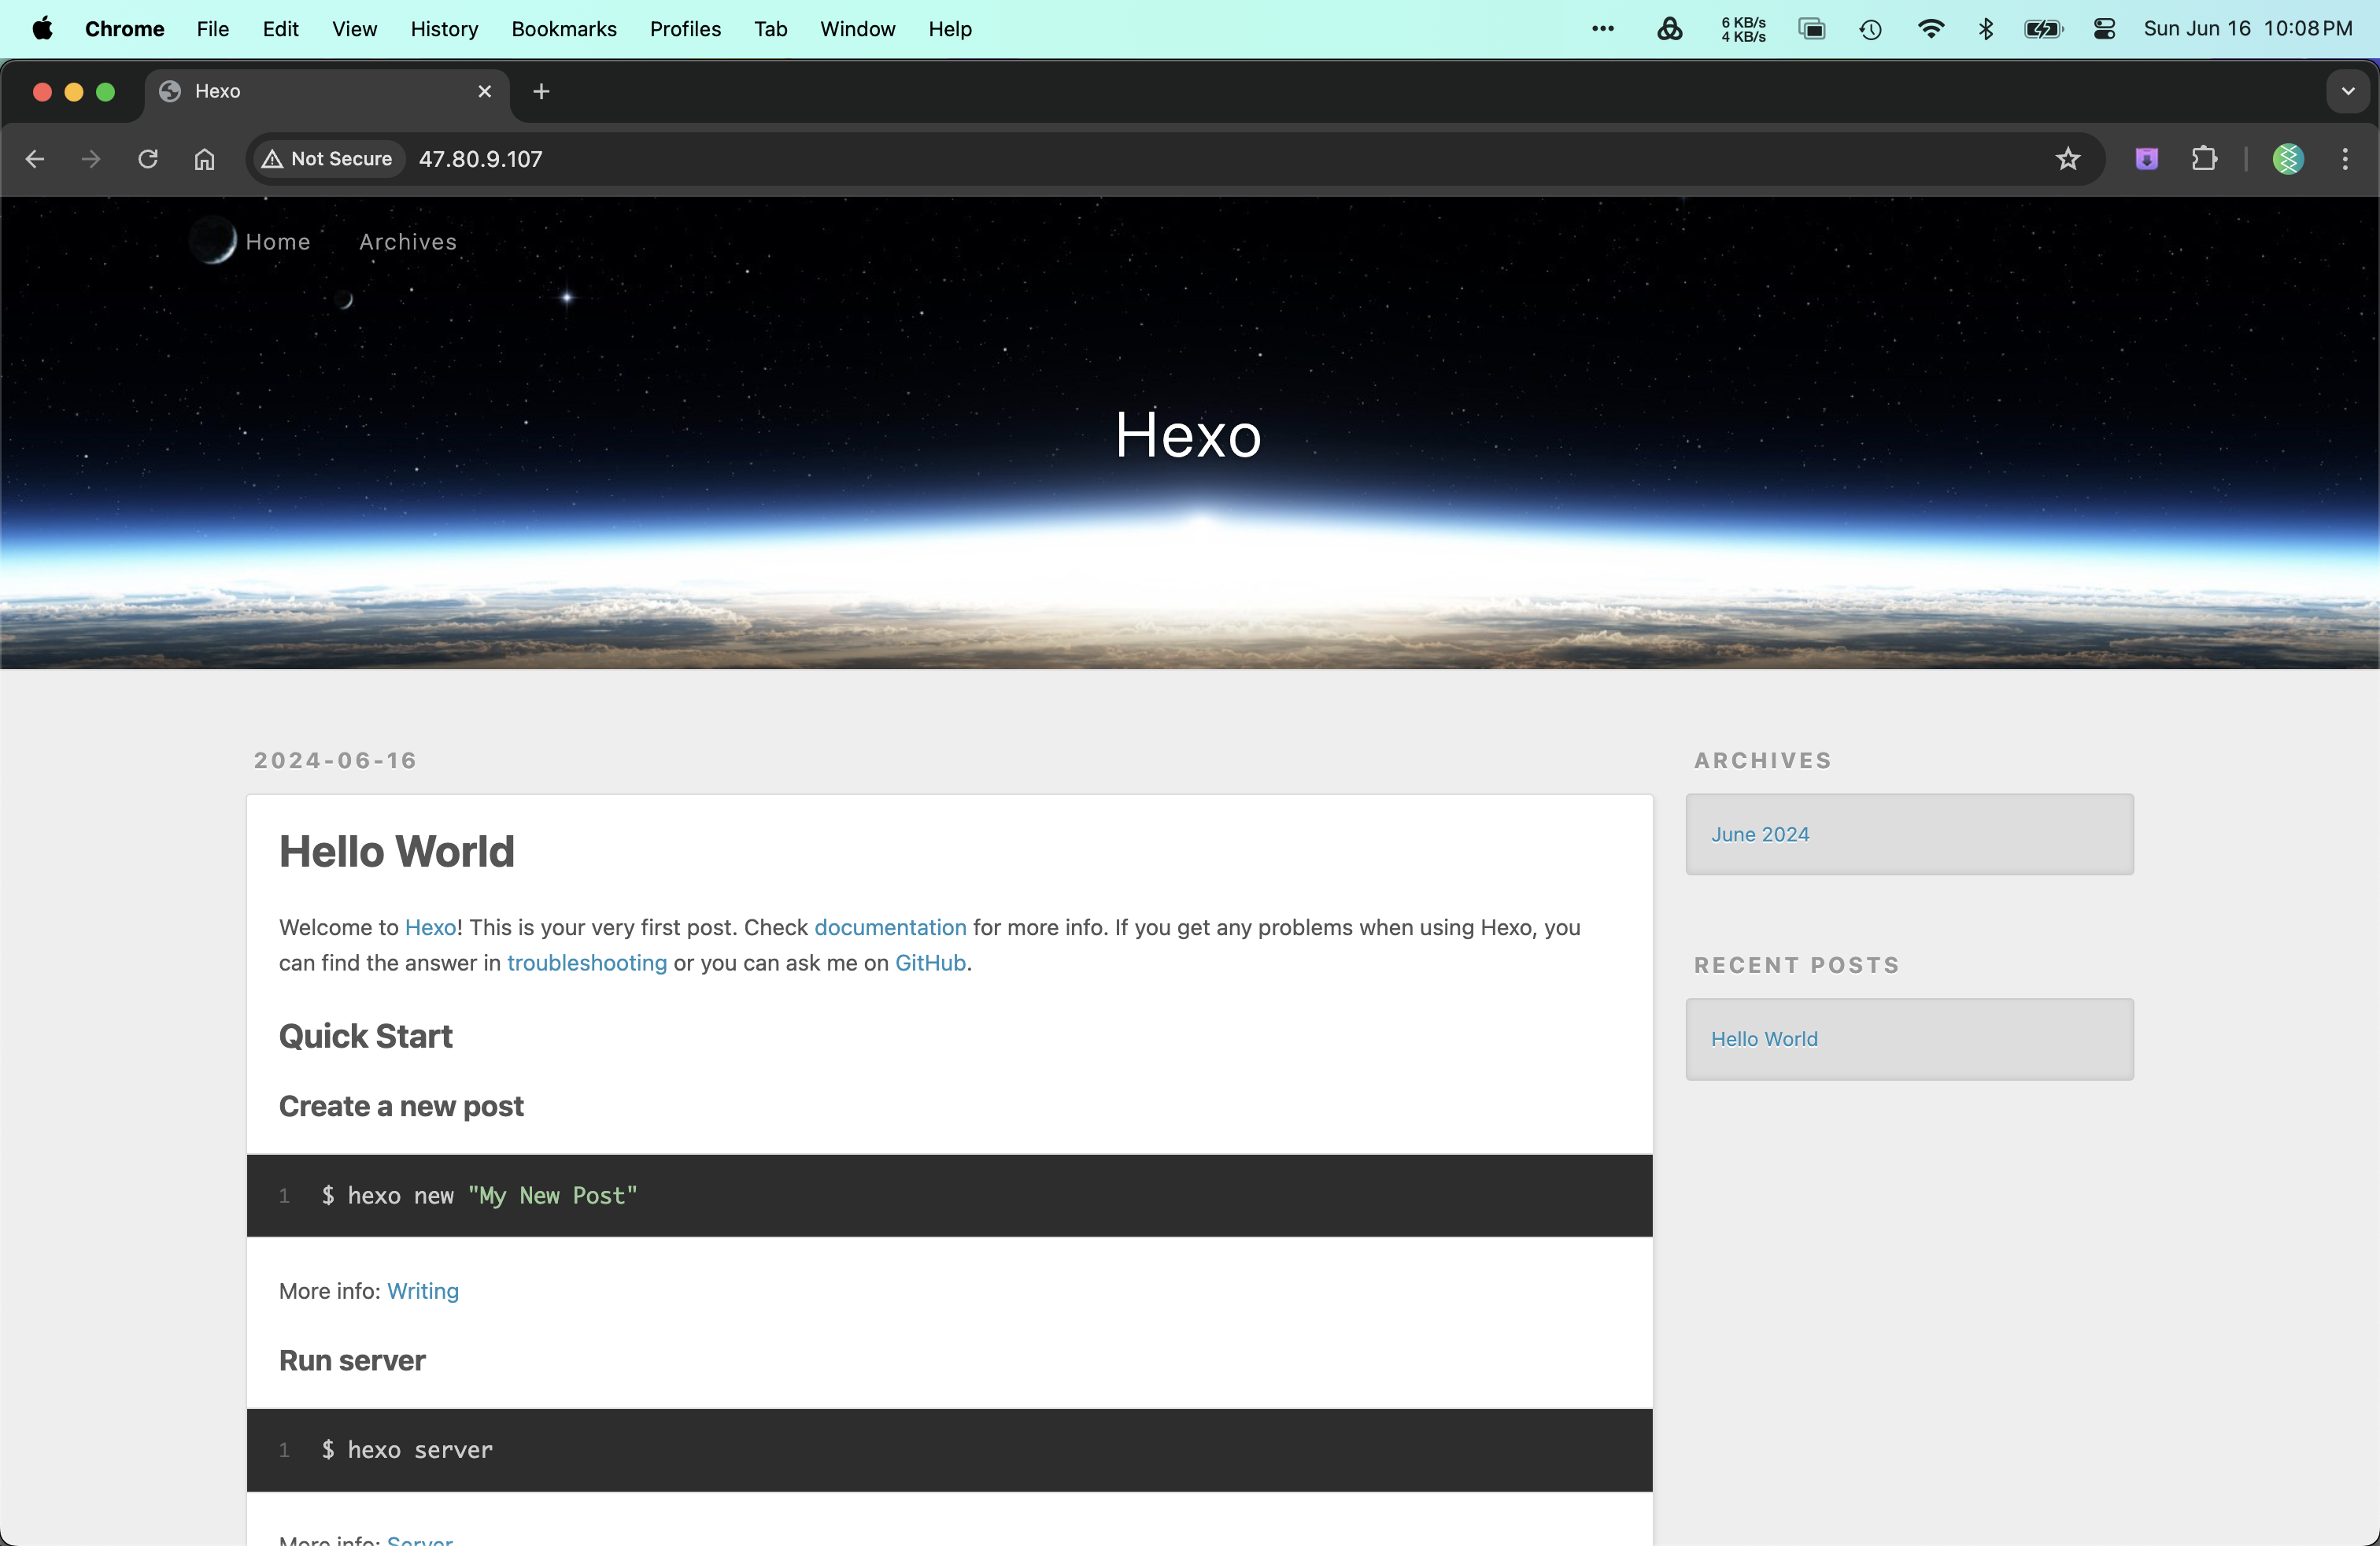 Chrome File Edit View History Bookmarks Profiles Tab Window Help
6 KB/s
4 KB/s
Sun Jun 16 10:08 PM
Hexo
Not Secure 47.80.9.107
Home Archives
Hexo
2024-06-16
Hello World
Welcome to Hexo! This is your very first post. Check documentation for more info. If you get any problems when using Hexo, you
can find the answer in troubleshooting or you can ask me on GitHub.
Quick Start
Create a new post
1 $ hexo new "My New Post"
More info: Writing
Run server
1 $ hexo server
More info: Server
ARCHIVES
June 2024
RECENT POSTS
Hello World